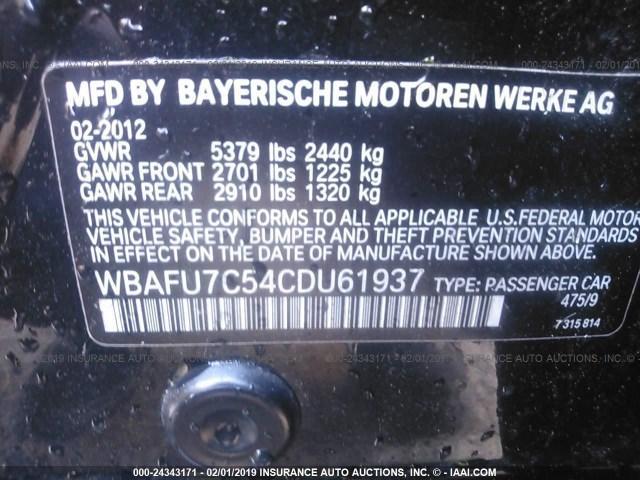 MFD BY BAYERISCHE MOTOREN WERKE AG
02-2012
GVWR 5379 lbs 2440 kg
GAWR FRONT 2701 lbs 1225 kg
GAWR REAR 2910 lbs 1320 kg
THIS VEHICLE CONFORMS TO ALL APPLICABLE U.S.FEDERAL MOTOR
VEHICLE SAFETY, BUMPER AND THEFT PREVENTION STANDARDS
IN EFFECT ON THE DATE OF MANUFACTURE SHOWN ABOVE.
WBAFU7C54CDU61937 TYPE: PASSENGER CAR
475/9
7 315 814
000-24343171 - 02/01/2019 INSURANCE AUTO AUCTIONS, INC. - © IAAI.COM